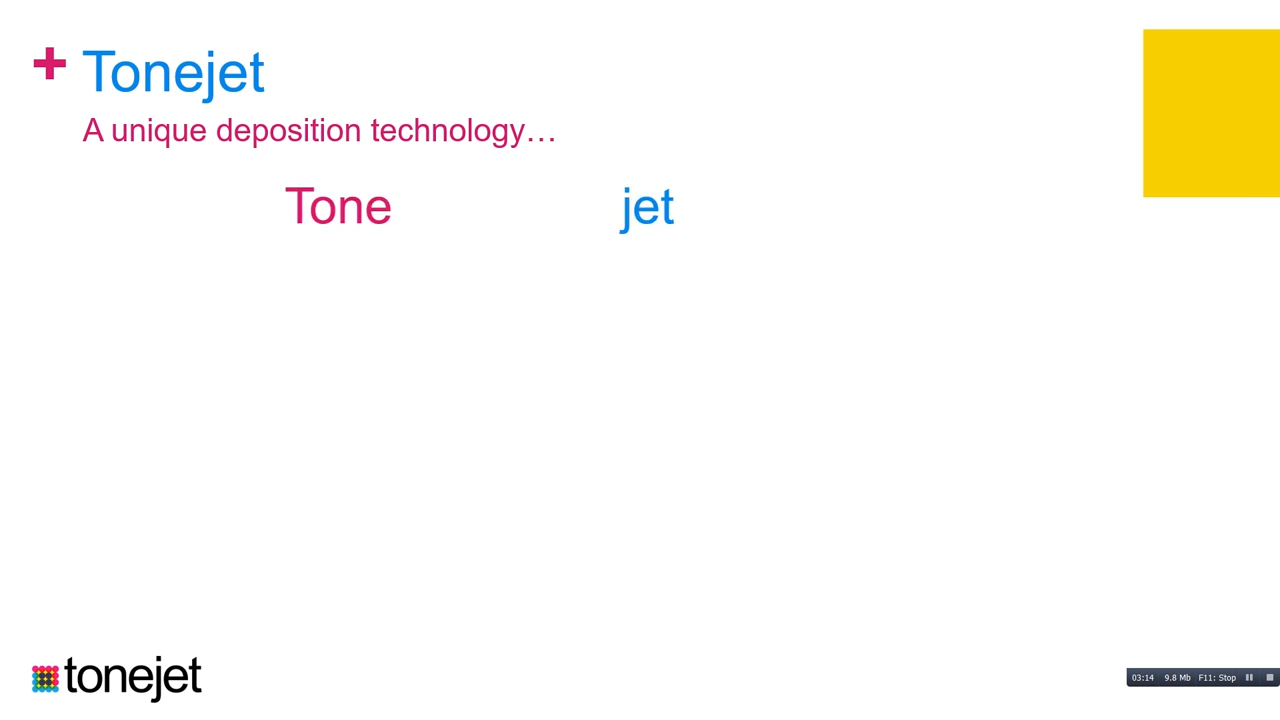 + Tonejet
A unique deposition technology…
Tone jet
tonejet
03:14 9.8 Mb F11: Stop